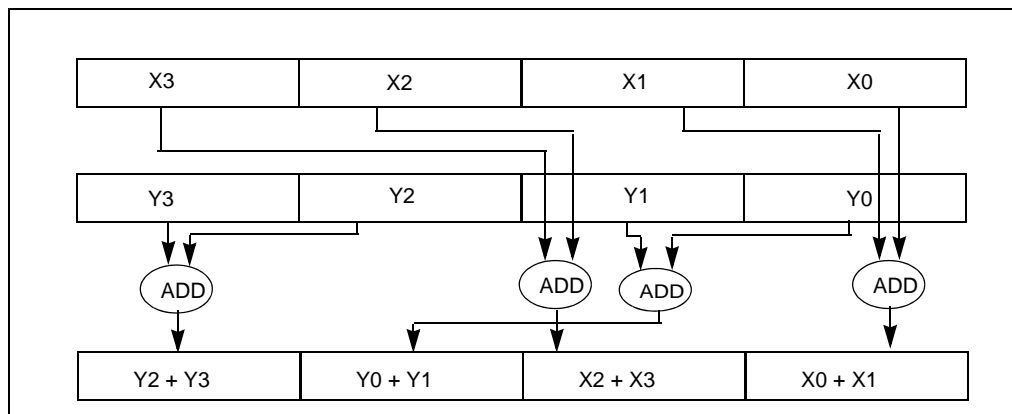 X3 X2 X1 X0
Y3 Y2 Y1 Y0
ADD ADD ADD ADD
Y2 + Y3 Y0 + Y1 X2 + X3 X0 + X1